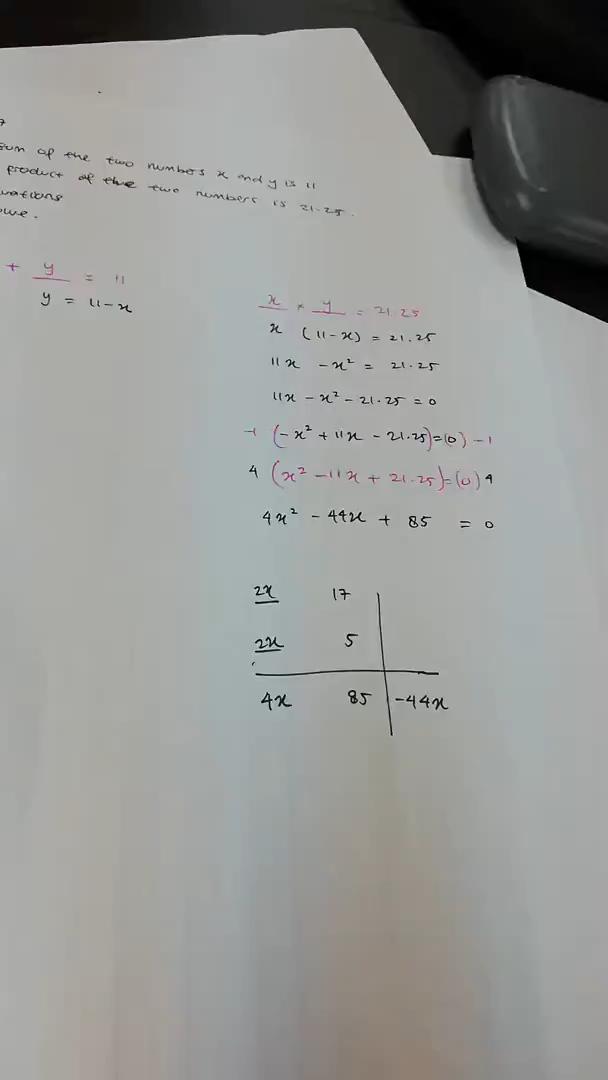 sum of the two numbers x and y is 11
product of the two numbers is 21.25.
+ y = 11
y = 11-x
x × y = 21.25
x (11-x) = 21.25
11x - x² = 21.25
11x - x² - 21.25 = 0
-1 (-x² + 11x - 21.25) = (0) -1
4 (x² - 11x + 21.25) = (0) 4
4x² - 44x + 85 = 0
2x 17
2x 5
4x 85 -44x